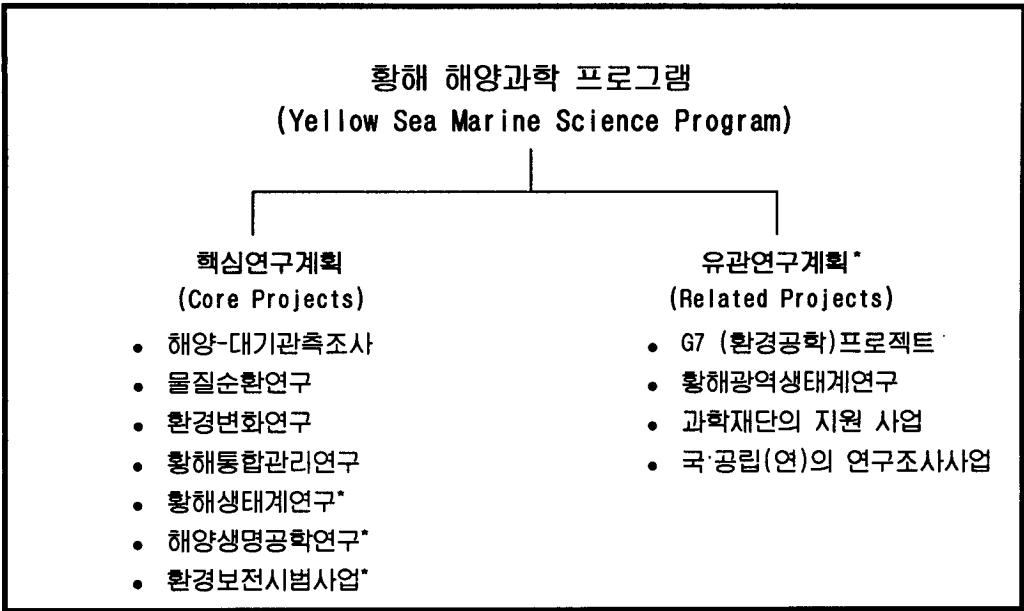 황해 해양과학 프로그램
(Yellow Sea Marine Science Program)
핵심연구계획
(Core Projects)
• 해양-대기관측조사
• 물질순환연구
• 환경변화연구
• 황해통합관리연구
• 황해생태계연구*
• 해양생명공학연구*
• 환경보전시범사업*
유관연구계획*
(Related Projects)
• G7 (환경공학)프로젝트
• 황해광역생태계연구
• 과학재단의 지원 사업
• 국·공립(연)의 연구조사사업